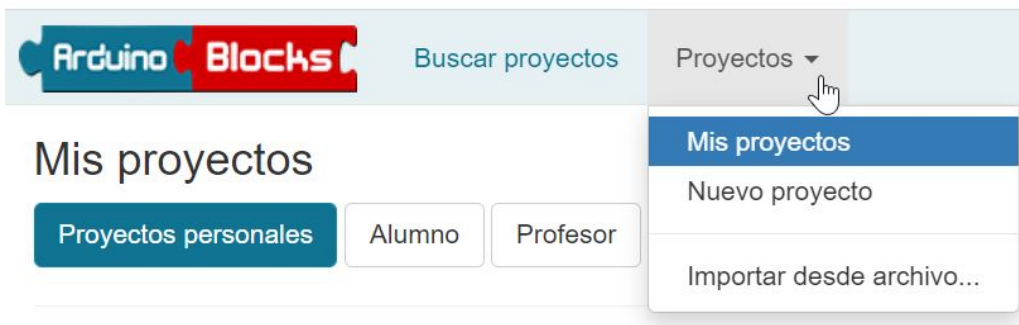 Arduino Blocks
Buscar proyectos
Proyectos
Mis proyectos
Nuevo proyecto
Importar desde archivo...
Mis proyectos
Proyectos personales
Alumno
Profesor